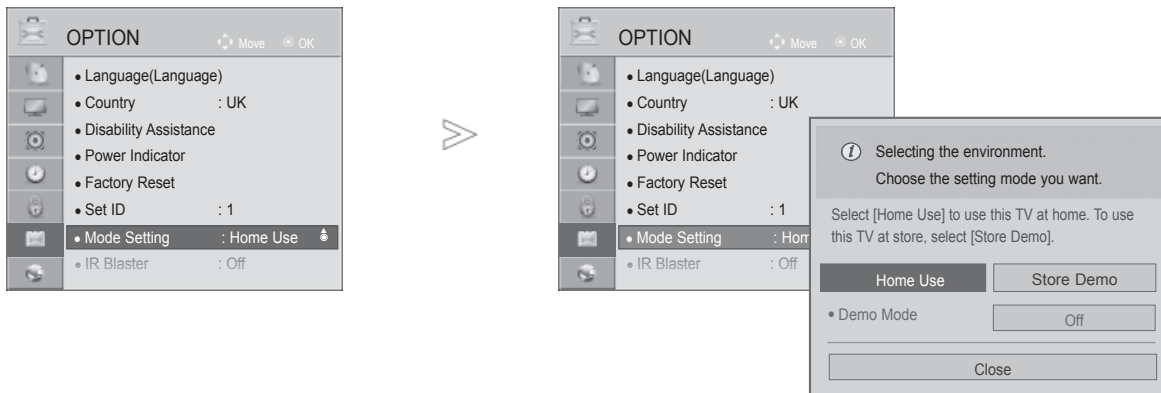 OPTION
Move OK
• Language(Language)
• Country : UK
• Disability Assistance
• Power Indicator
• Factory Reset
• Set ID : 1
• Mode Setting : Home Use
• IR Blaster : Off
OPTION
Move OK
• Language(Language)
• Country : UK
• Disability Assistance
• Power Indicator
• Factory Reset
• Set ID : 1
• Mode Setting : Hom
• IR Blaster : Off
i Selecting the environment.
Choose the setting mode you want.
Select [Home Use] to use this TV at home. To use
this TV at store, select [Store Demo].
Home Use Store Demo
• Demo Mode Off
Close